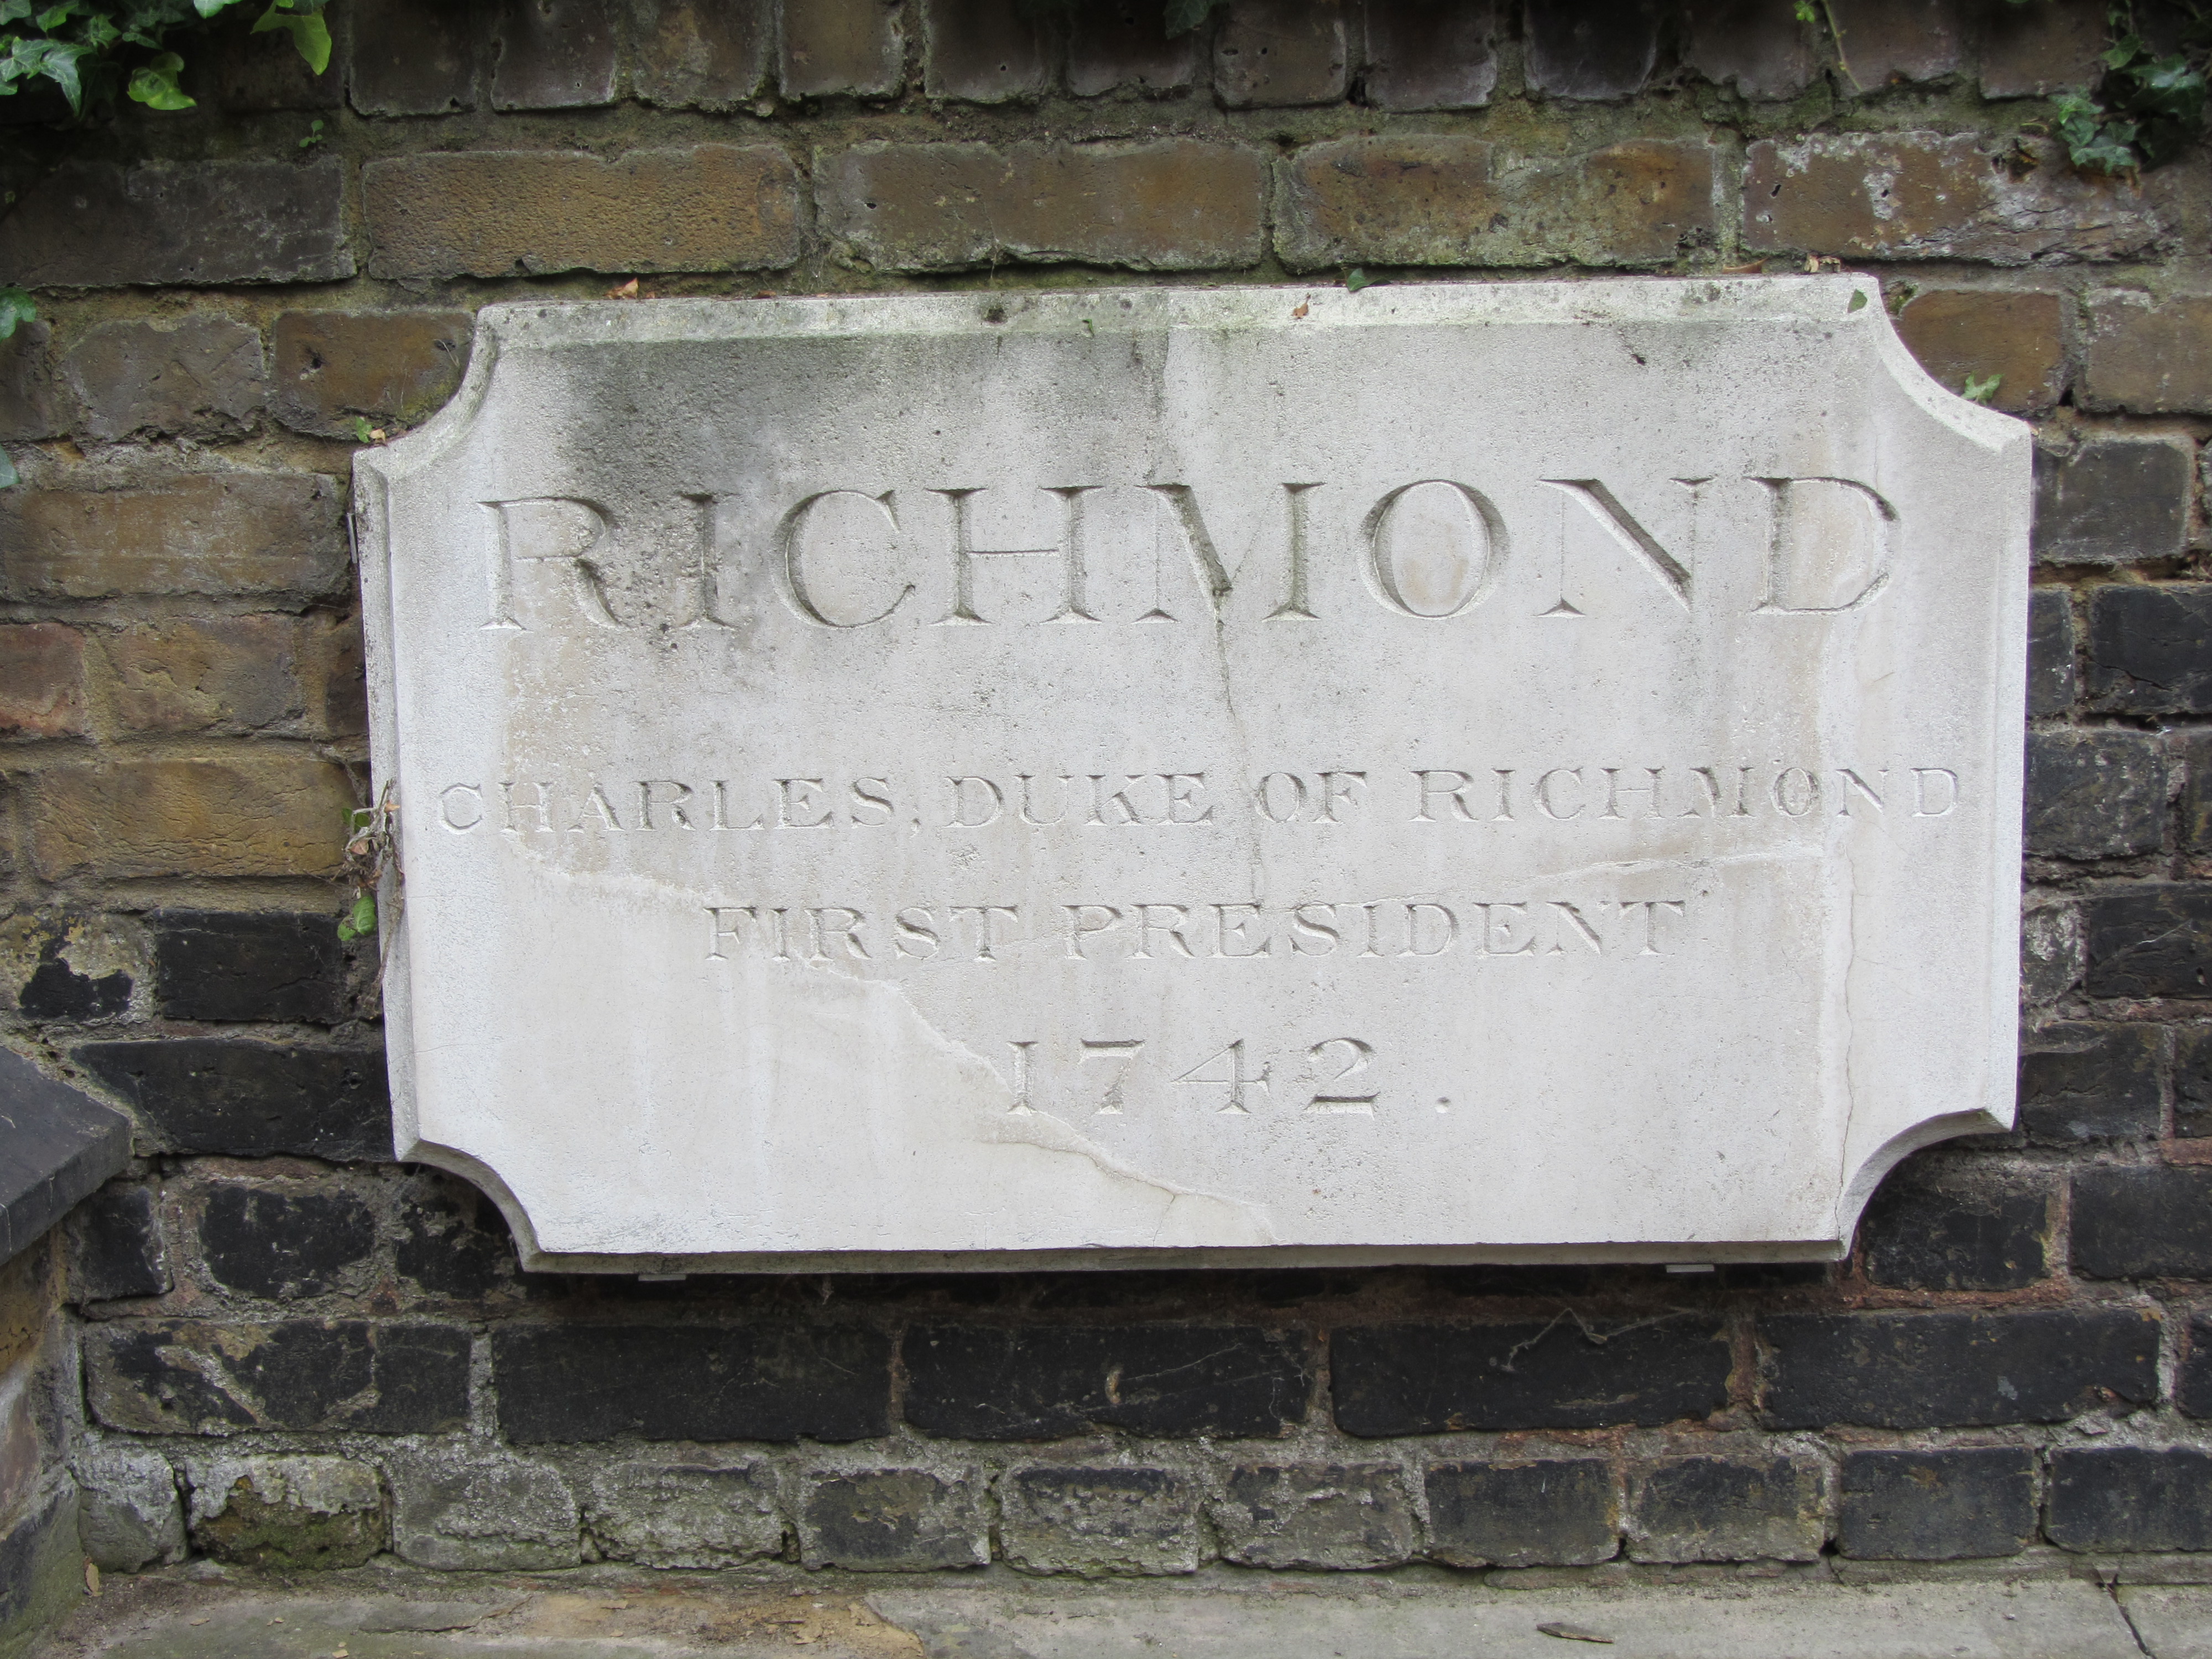 RICHMOND
CHARLES, DUKE OF RICHMOND
FIRST PRESIDENT
1742.